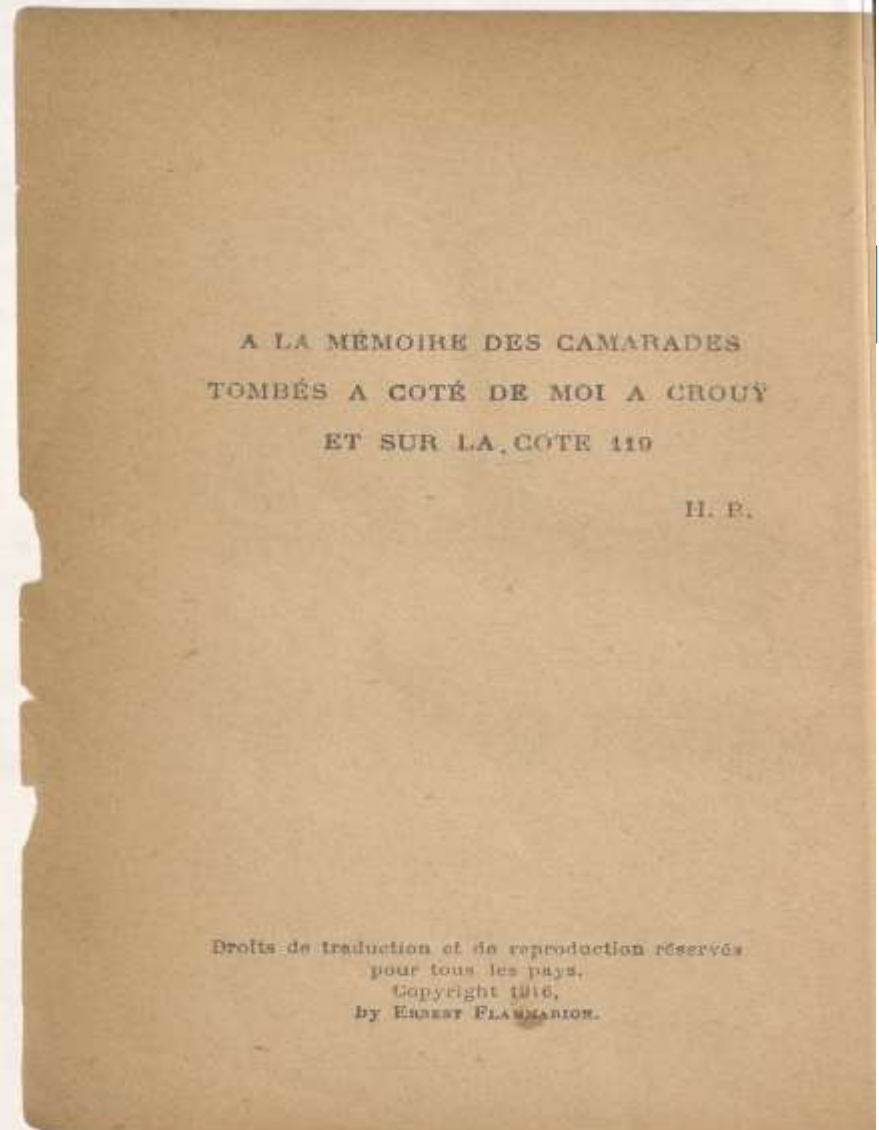 A LA MÉMOIRE DES CAMARADES
TOMBÉS A COTÉ DE MOI A CROUŸ
ET SUR LA COTE 119
H. B.
Droits de traduction et de reproduction réservés
pour tous les pays.
Copyright 1916,
by ERNEST FLAMMARION.